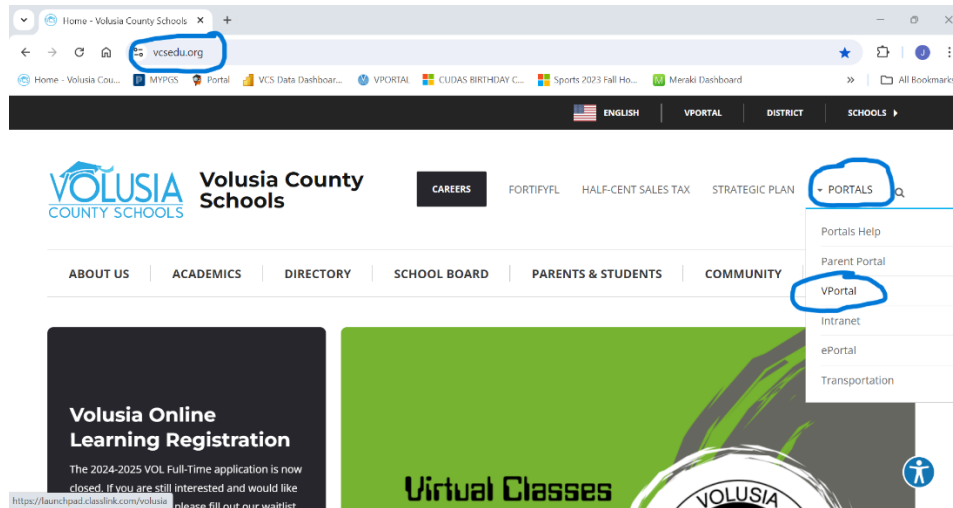 Home - Volusia County Schools
vcsedu.org
Home - Volusia Cou... MYPGS Portal VCS Data Dashboar... VPORTAL CUDAS BIRTHDAY C... Sports 2023 Fall Ho... Meraki Dashboard » All Bookmarks
ENGLISH VPORTAL DISTRICT SCHOOLS
VOLUSIA
COUNTY SCHOOLS
Volusia County
Schools
CAREERS FORTIFYFL HALF-CENT SALES TAX STRATEGIC PLAN PORTALS
Portals Help
Parent Portal
VPortal
Intranet
ePortal
Transportation
ABOUT US ACADEMICS DIRECTORY SCHOOL BOARD PARENTS & STUDENTS COMMUNITY
Volusia Online
Learning Registration
The 2024-2025 VOL Full-Time application is now
closed. If you are still interested and would like
please fill out our waitlist
https://launchpad.classlink.com/volusia
Virtual Classes
VOLUSIA